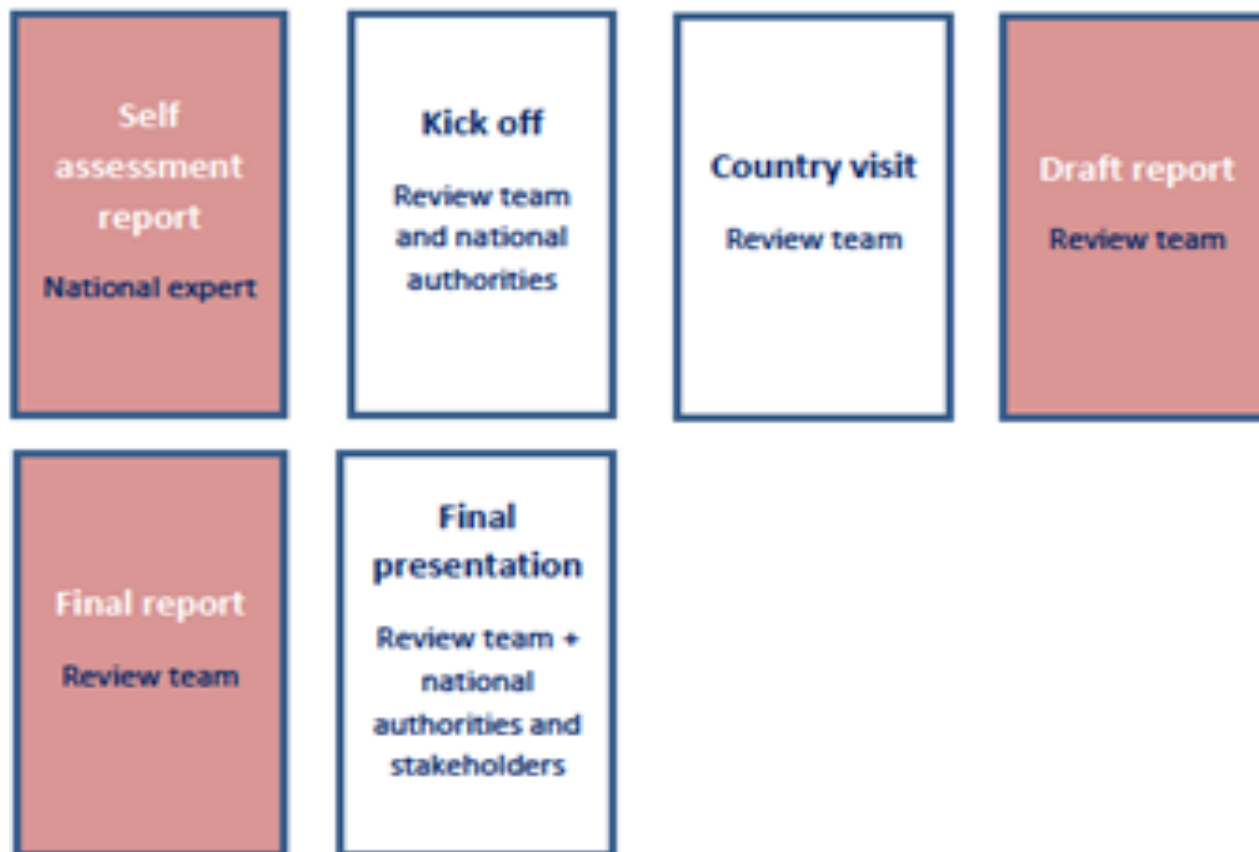 Self
assessment
report
National expert
Kick off
Review team
and national
authorities
Country visit
Review team
Draft report
Review team
Final report
Review team
Final
presentation
Review team +
national
authorities and
stakeholders